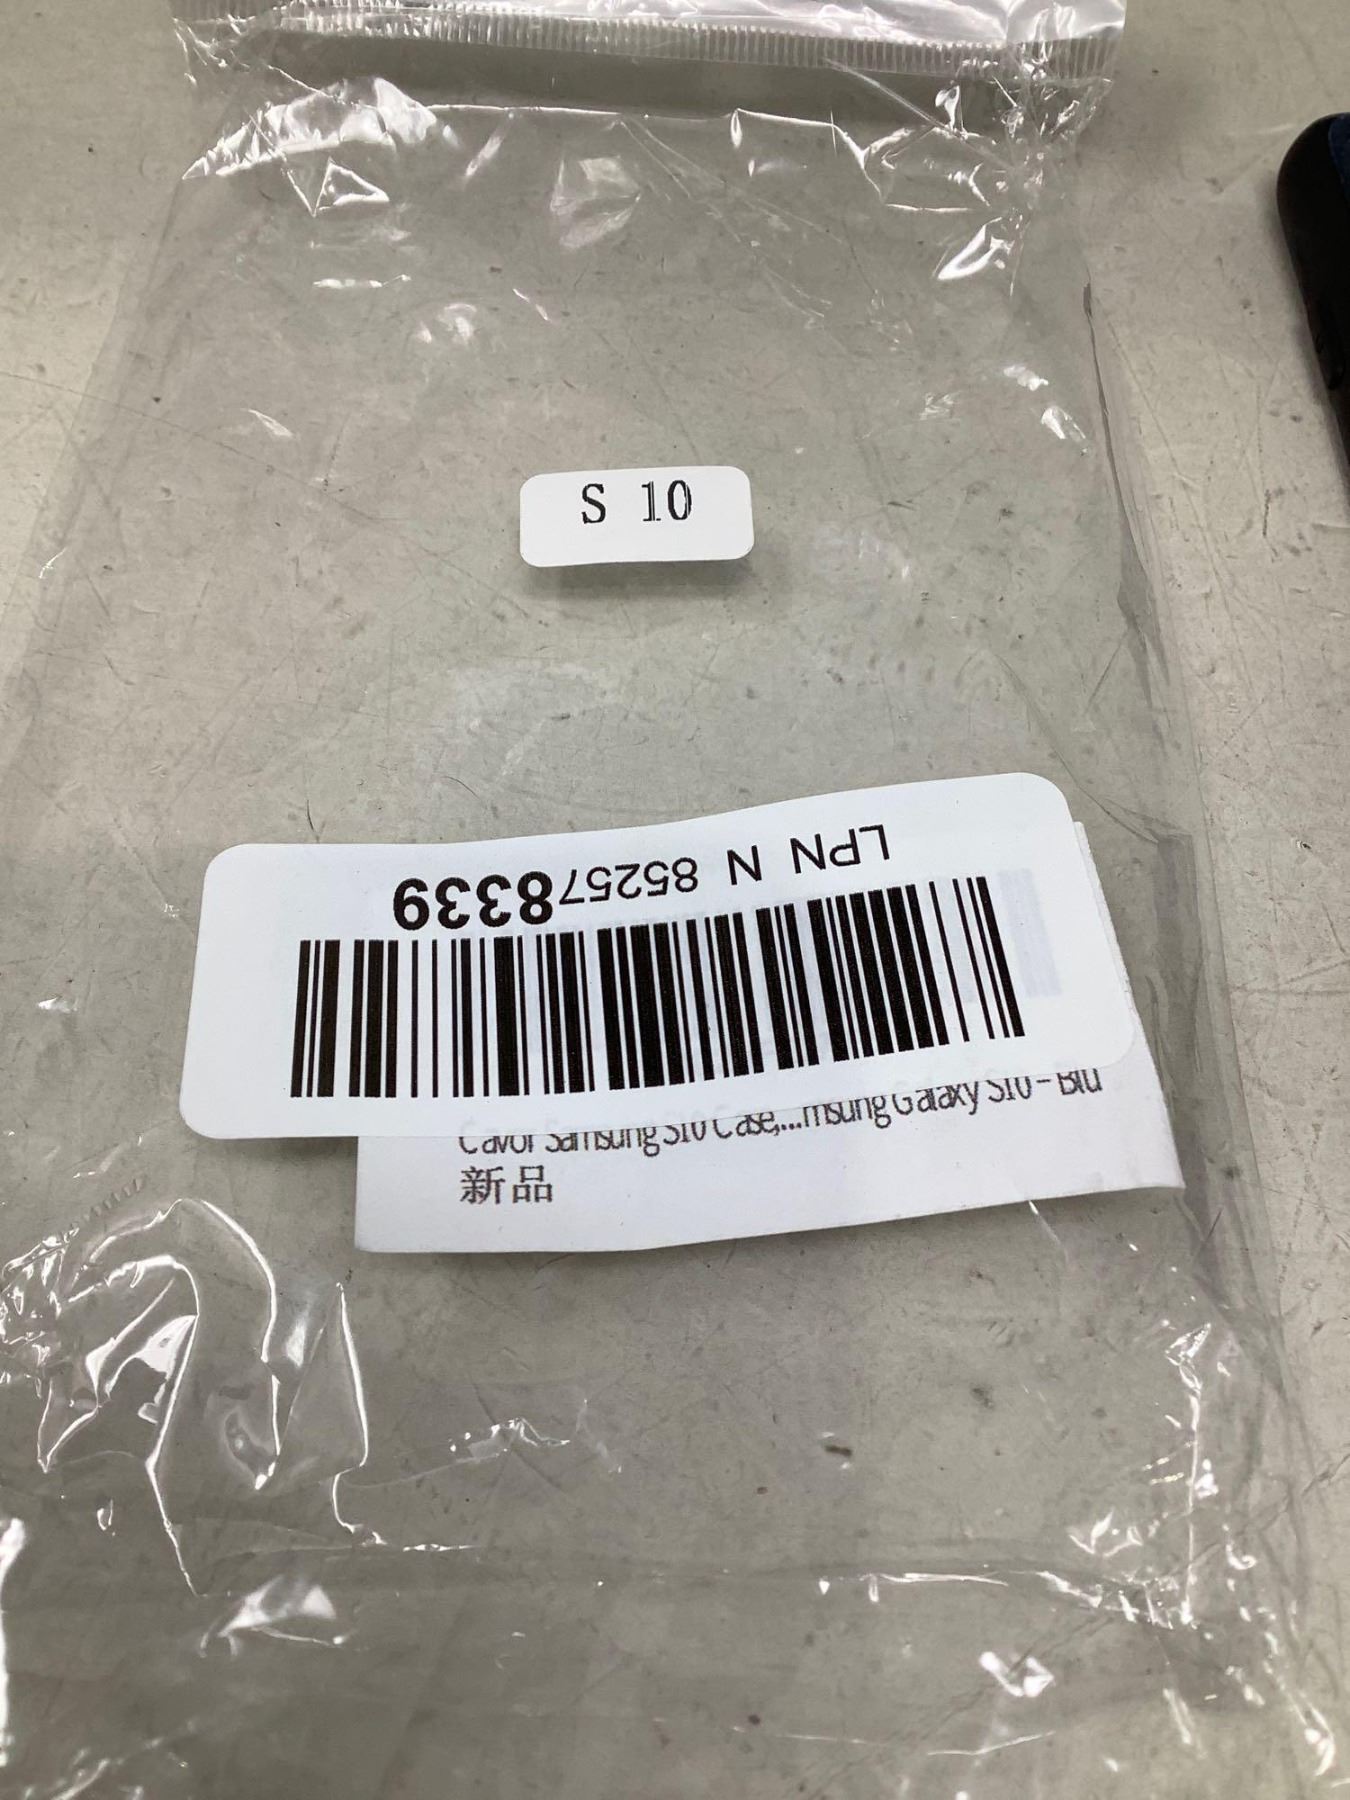 S 10
LPN N 852578339
Cavor Samsung S10 Case,...msung Galaxy S10 - Blu
新品